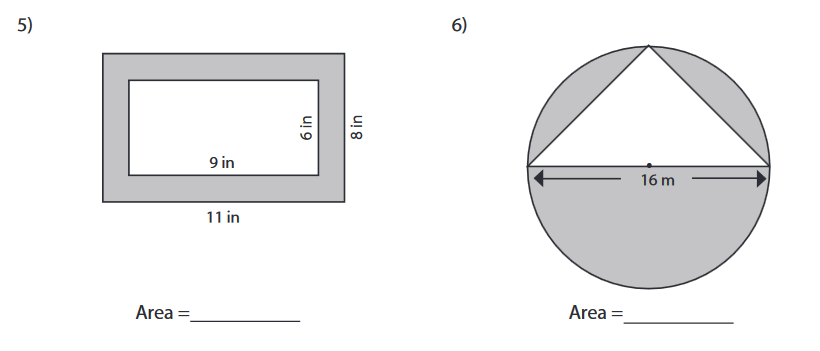 5)
6 in
8 in
9 in
11 in
Area =
6)
16 m
Area =